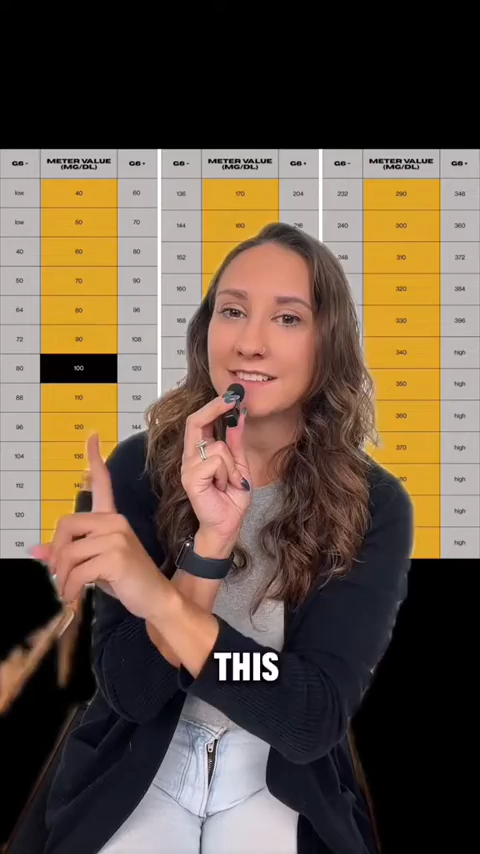 G6 - METER VALUE (MG/DL) G6 +
low 40 60
low 50 70
40 60 80
50 70 90
64 80 96
72 90 108
80 100 120
88 110 132
96 120 144
104 130
112
120
128
G6 - METER VALUE (MG/DL) G6 +
136 170 204
144 180 216
152
160
168
G6 - METER VALUE (MG/DL) G6 +
232 290 348
240 300 360
248 310 372
320 384
330 396
340 high
350 high
360 high
370 high
high
high
high
THIS